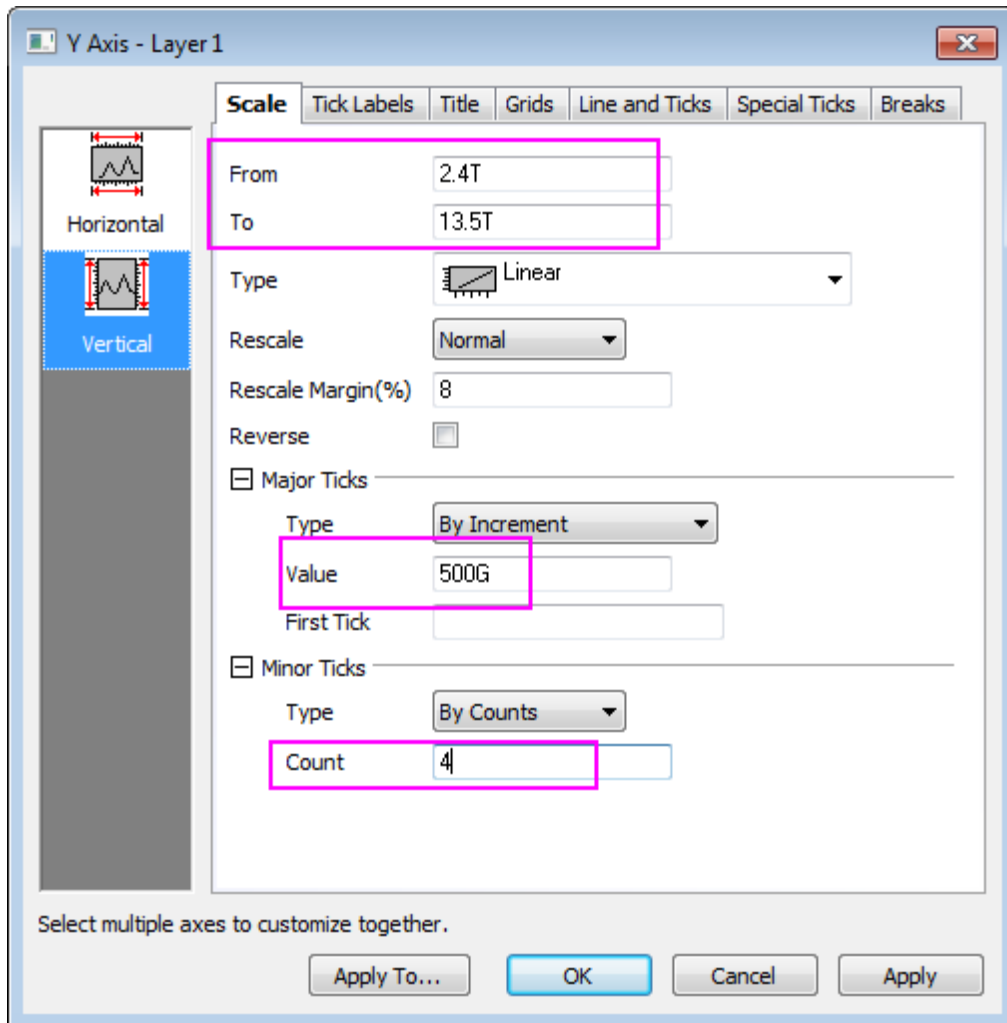 Y Axis - Layer 1
Scale Tick Labels Title Grids Line and Ticks Special Ticks Breaks
Horizontal
Vertical
From 2.4T
To 13.5T
Type Linear
Rescale Normal
Rescale Margin(%) 8
Reverse
Major Ticks
Type By Increment
Value 500G
First Tick
Minor Ticks
Type By Counts
Count 4
Select multiple axes to customize together.
Apply To... OK Cancel Apply